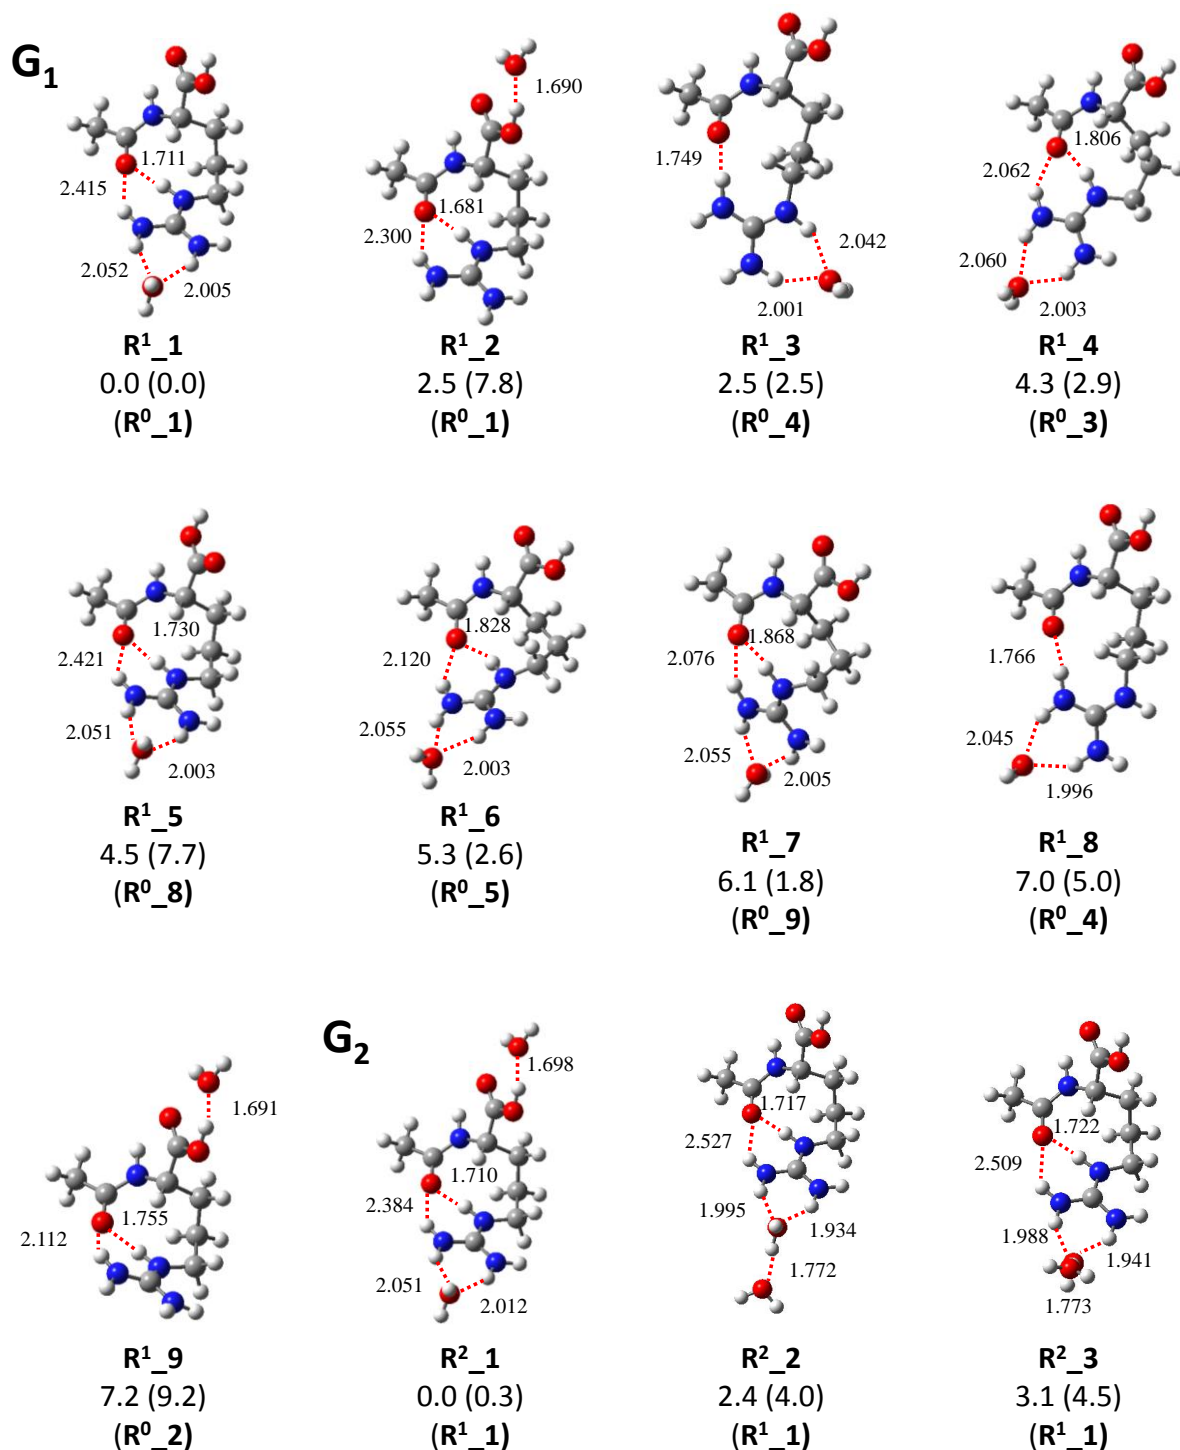 G₁
1.711
2.415
2.052
2.005
R¹_1
0.0 (0.0)
(R⁰_1)
1.690
1.681
2.300
R¹_2
2.5 (7.8)
(R⁰_1)
1.749
2.042
2.001
R¹_3
2.5 (2.5)
(R⁰_4)
1.806
2.062
2.060
2.003
R¹_4
4.3 (2.9)
(R⁰_3)
1.730
2.421
2.051
2.003
R¹_5
4.5 (7.7)
(R⁰_8)
1.828
2.120
2.055
2.003
R¹_6
5.3 (2.6)
(R⁰_5)
1.868
2.076
2.055
2.005
R¹_7
6.1 (1.8)
(R⁰_9)
1.766
2.045
1.996
R¹_8
7.0 (5.0)
(R⁰_4)
1.691
1.755
2.112
R¹_9
7.2 (9.2)
(R⁰_2)
G₂
1.698
1.710
2.384
2.051
2.012
R²_1
0.0 (0.3)
(R¹_1)
1.717
2.527
1.995
1.934
1.772
R²_2
2.4 (4.0)
(R¹_1)
1.722
2.509
1.988
1.941
1.773
R²_3
3.1 (4.5)
(R¹_1)